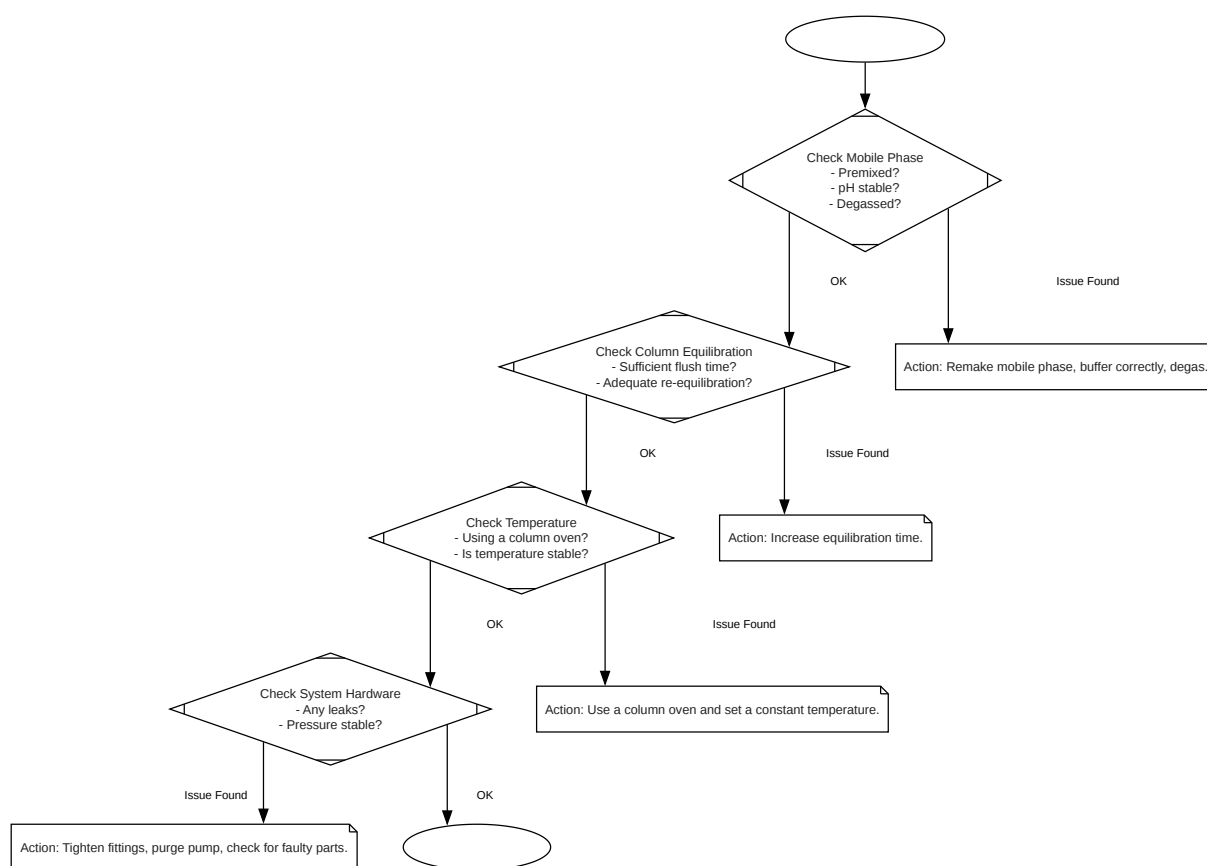 Check Mobile Phase
- Premixed?
- pH stable?
- Degassed?
OK
Issue Found
Check Column Equilibration
- Sufficient flush time?
- Adequate re-equilibration?
Action: Remake mobile phase, buffer correctly, degas.
OK
Issue Found
Check Temperature
- Using a column oven?
- Is temperature stable?
Action: Increase equilibration time.
OK
Issue Found
Check System Hardware
- Any leaks?
- Pressure stable?
Action: Use a column oven and set a constant temperature.
Issue Found
OK
Action: Tighten fittings, purge pump, check for faulty parts.